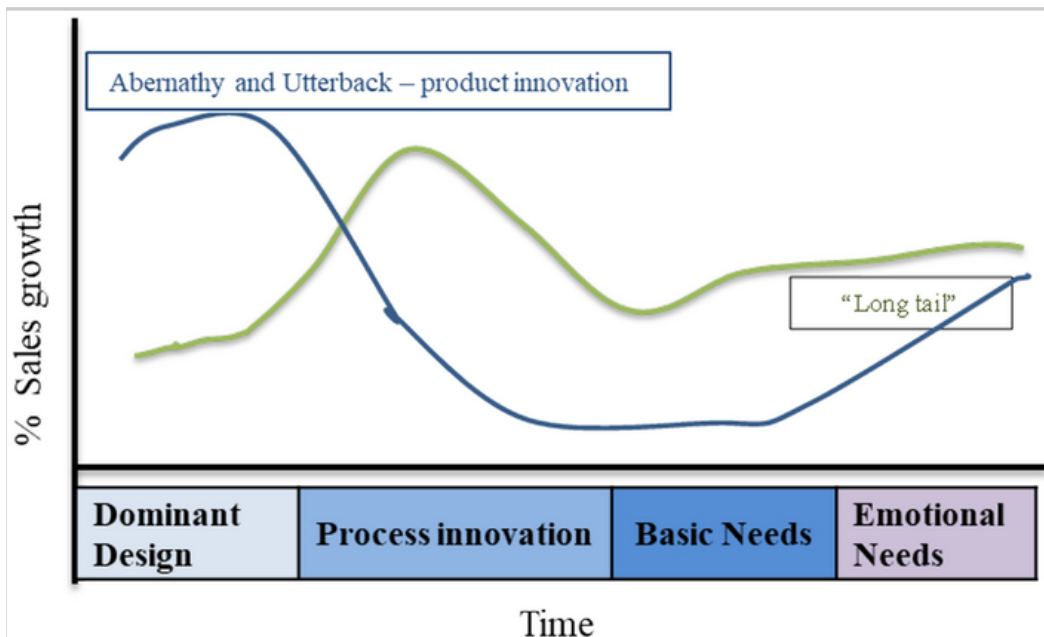 Abernathy and Utterback – product innovation
% Sales growth
“Long tail”
Dominant
Design
Process innovation
Basic Needs
Emotional
Needs
Time